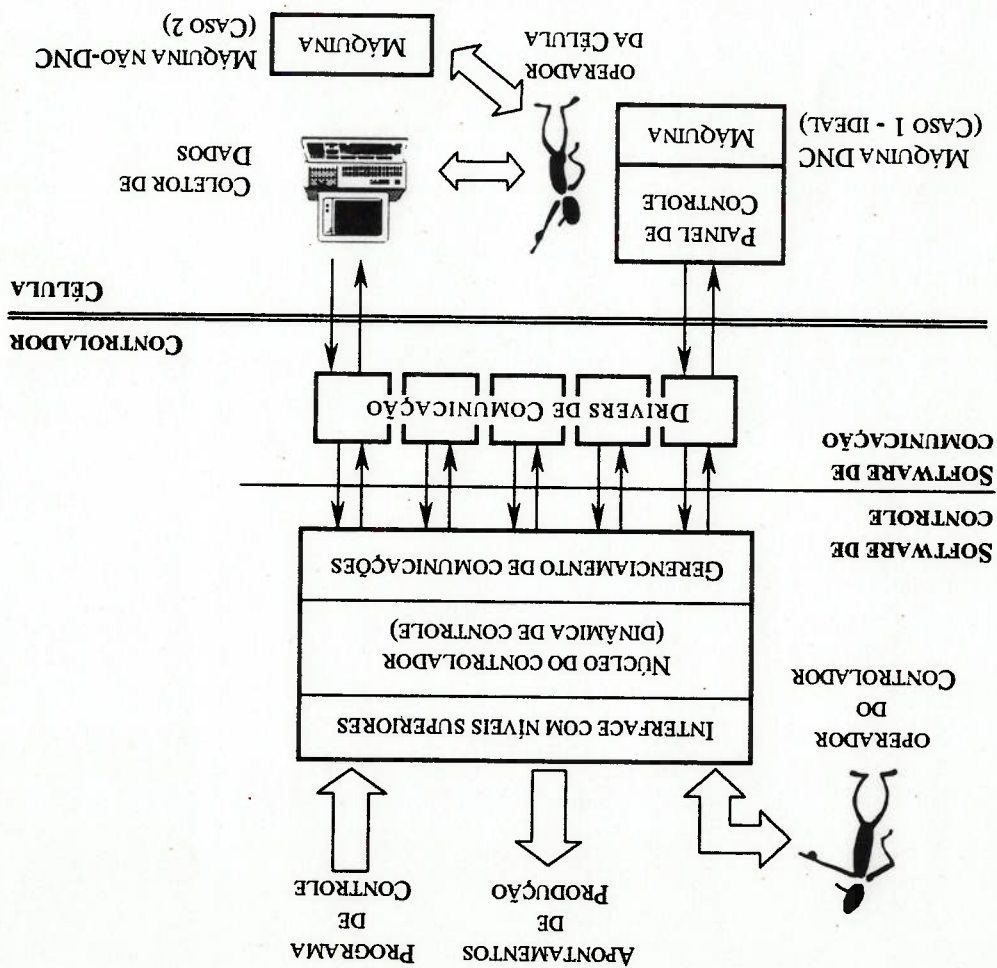 APONTAMENTOS
DE
PRODUÇÃO
PROGRAMA
DE
CONTROLE
OPERADOR
DO
CONTROLADOR
INTERFACE COM NÍVEIS SUPERIORES
NÚCLEO DO CONTROLADOR
(DINÂMICA DE CONTROLE)
GERENCIAMENTO DE COMUNICAÇÕES
SOFTWARE DE
CONTROLE
SOFTWARE DE
COMUNICAÇÃO
DRIVERS DE COMUNICAÇÃO
CONTROLADOR
CÉLULA
PAINEL DE
CONTROLE
MÁQUINA
MÁQUINA DNC
(CASO 1 - IDEAL)
OPERADOR
DA CÉLULA
COLETOR DE
DADOS
MÁQUINA
MÁQUINA NÃO-DNC
(CASO 2)